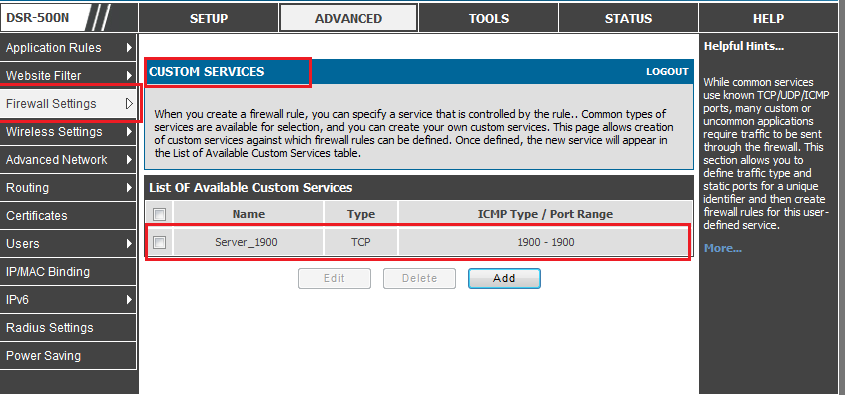 DSR-500N
SETUP
ADVANCED
TOOLS
STATUS
HELP
Application Rules
Website Filter
Firewall Settings
Wireless Settings
Advanced Network
Routing
Certificates
Users
IP/MAC Binding
IPv6
Radius Settings
Power Saving
CUSTOM SERVICES
LOGOUT
When you create a firewall rule, you can specify a service that is controlled by the rule.. Common types of
services are available for selection, and you can create your own custom services. This page allows creation
of custom services against which firewall rules can be defined. Once defined, the new service will appear in
the List of Available Custom Services table.
List OF Available Custom Services
Name Type ICMP Type / Port Range
Server_1900 TCP 1900 - 1900
Edit Delete Add
Helpful Hints...
While common services
use known TCP/UDP/ICMP
ports, many custom or
uncommon applications
require traffic to be sent
through the firewall. This
section allows you to
define traffic type and
static ports for a unique
identifier and then create
firewall rules for this user-
defined service.
More...